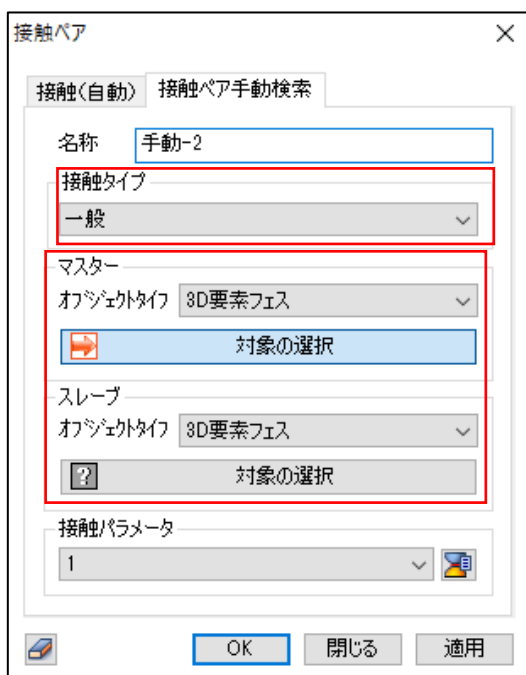 接触ペア
接触(自動) 接触ペア手動検索
名称 手動-2
接触タイプ
一般
マスター
オブジェクトタイプ 3D要素フェス
対象の選択
スレーブ
オブジェクトタイプ 3D要素フェス
? 対象の選択
接触パラメータ
1
OK 閉じる 適用